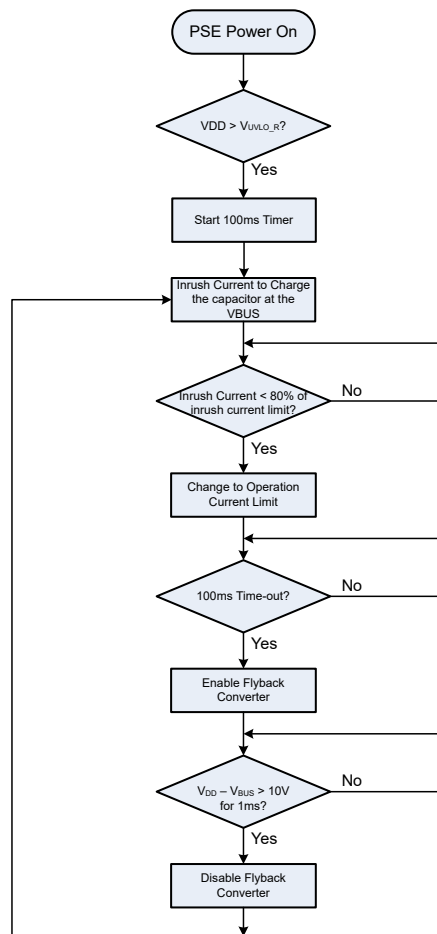 PSE Power On
VDD > VUVLO_R?
Yes
Start 100ms Timer
Inrush Current to Charge
the capacitor at the
VBUS
Inrush Current < 80% of
inrush current limit?
No
Yes
Change to Operation
Current Limit
100ms Time-out?
No
Yes
Enable Flyback
Converter
VDD – VBUS > 10V
for 1ms?
No
Yes
Disable Flyback
Converter